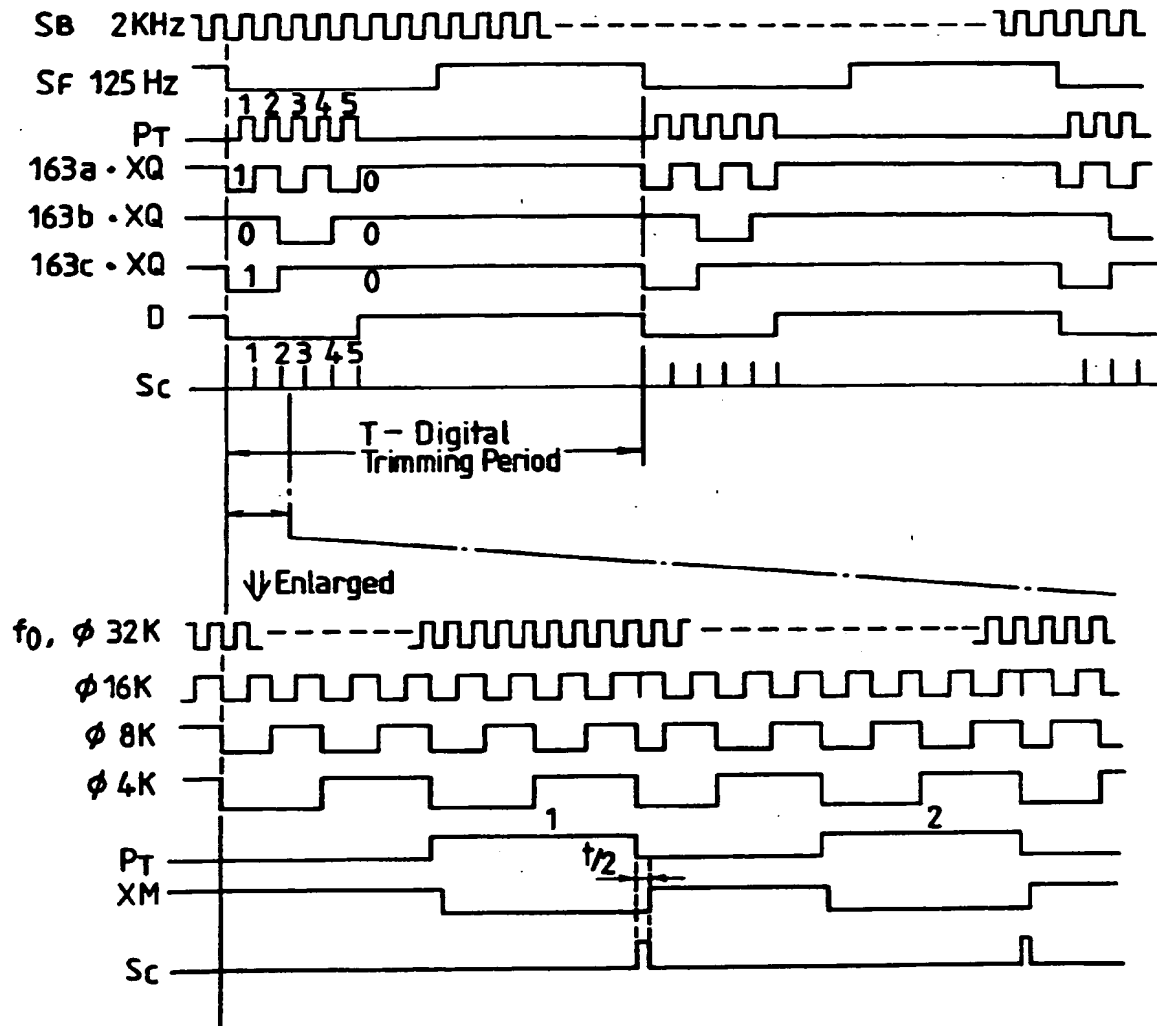 SB 2KHz
SF 125Hz
1 2 3 4 5
PT
163a • XQ 1 0
163b • XQ
0 0
163c • XQ 1 0
D
1 2 3 4 5
Sc
T - Digital
Trimming Period
⇓ Enlarged
f0, ϕ 32K
ϕ 16K
ϕ 8K
ϕ 4K
1 2
PT
t/2
XM
Sc